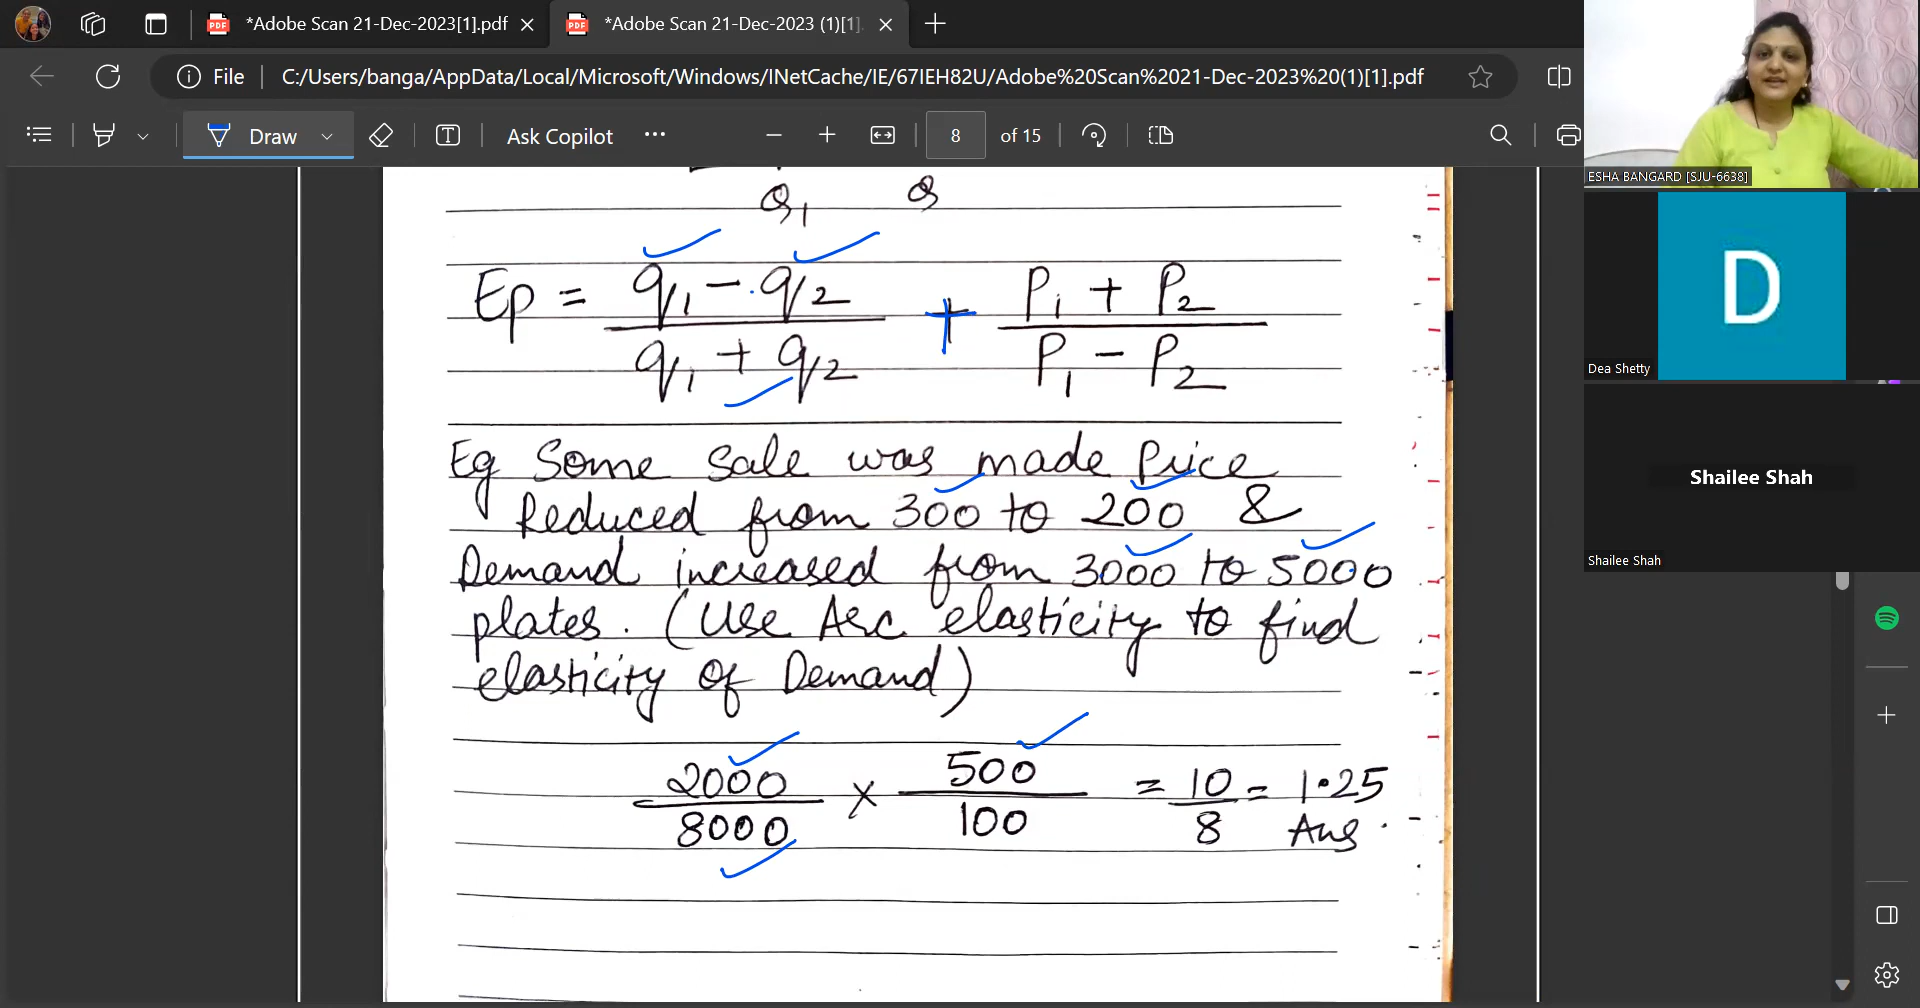 *Adobe Scan 21-Dec-2023[1].pdf
*Adobe Scan 21-Dec-2023 (1)[1].
File
C:/Users/banga/AppData/Local/Microsoft/Windows/INetCache/IE/67IEH82U/Adobe%20Scan%2021-Dec-2023%20(1)[1].pdf
Draw
Ask Copilot
8 of 15
Q₁ Q
Ep = q₁ - q₂ / q₁ + q₂ + P₁ + P₂ / P₁ - P₂
Eg Some sale was made Price
Reduced from 300 to 200 &
Demand increased from 3000 to 5000
plates. (Use Arc elasticity to find
elasticity of Demand)
2000 / 8000 × 500 / 100 = 10 / 8 = 1.25
Ans.
ESHA BANGARD [SJU-6638]
D
Dea Shetty
Shailee Shah
Shailee Shah